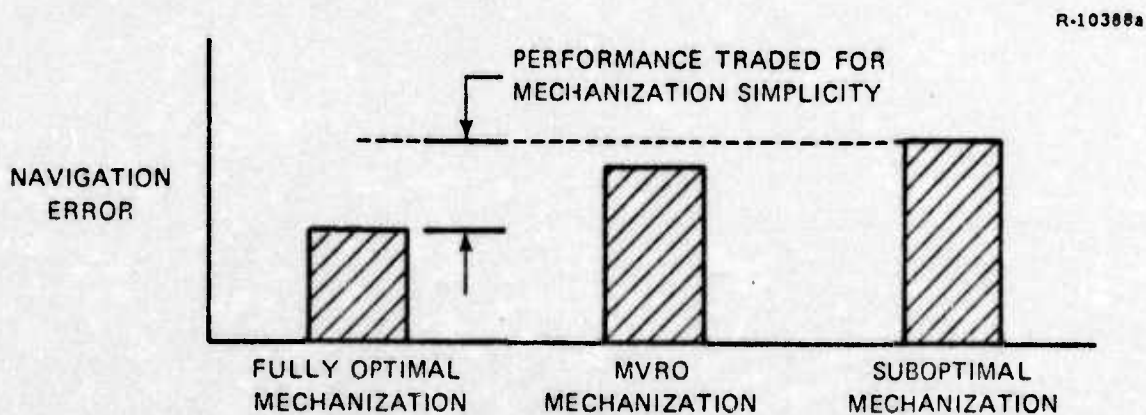 R-10388a
PERFORMANCE TRADED FOR
MECHANIZATION SIMPLICITY
NAVIGATION
ERROR
FULLY OPTIMAL
MECHANIZATION
MVRO
MECHANIZATION
SUBOPTIMAL
MECHANIZATION